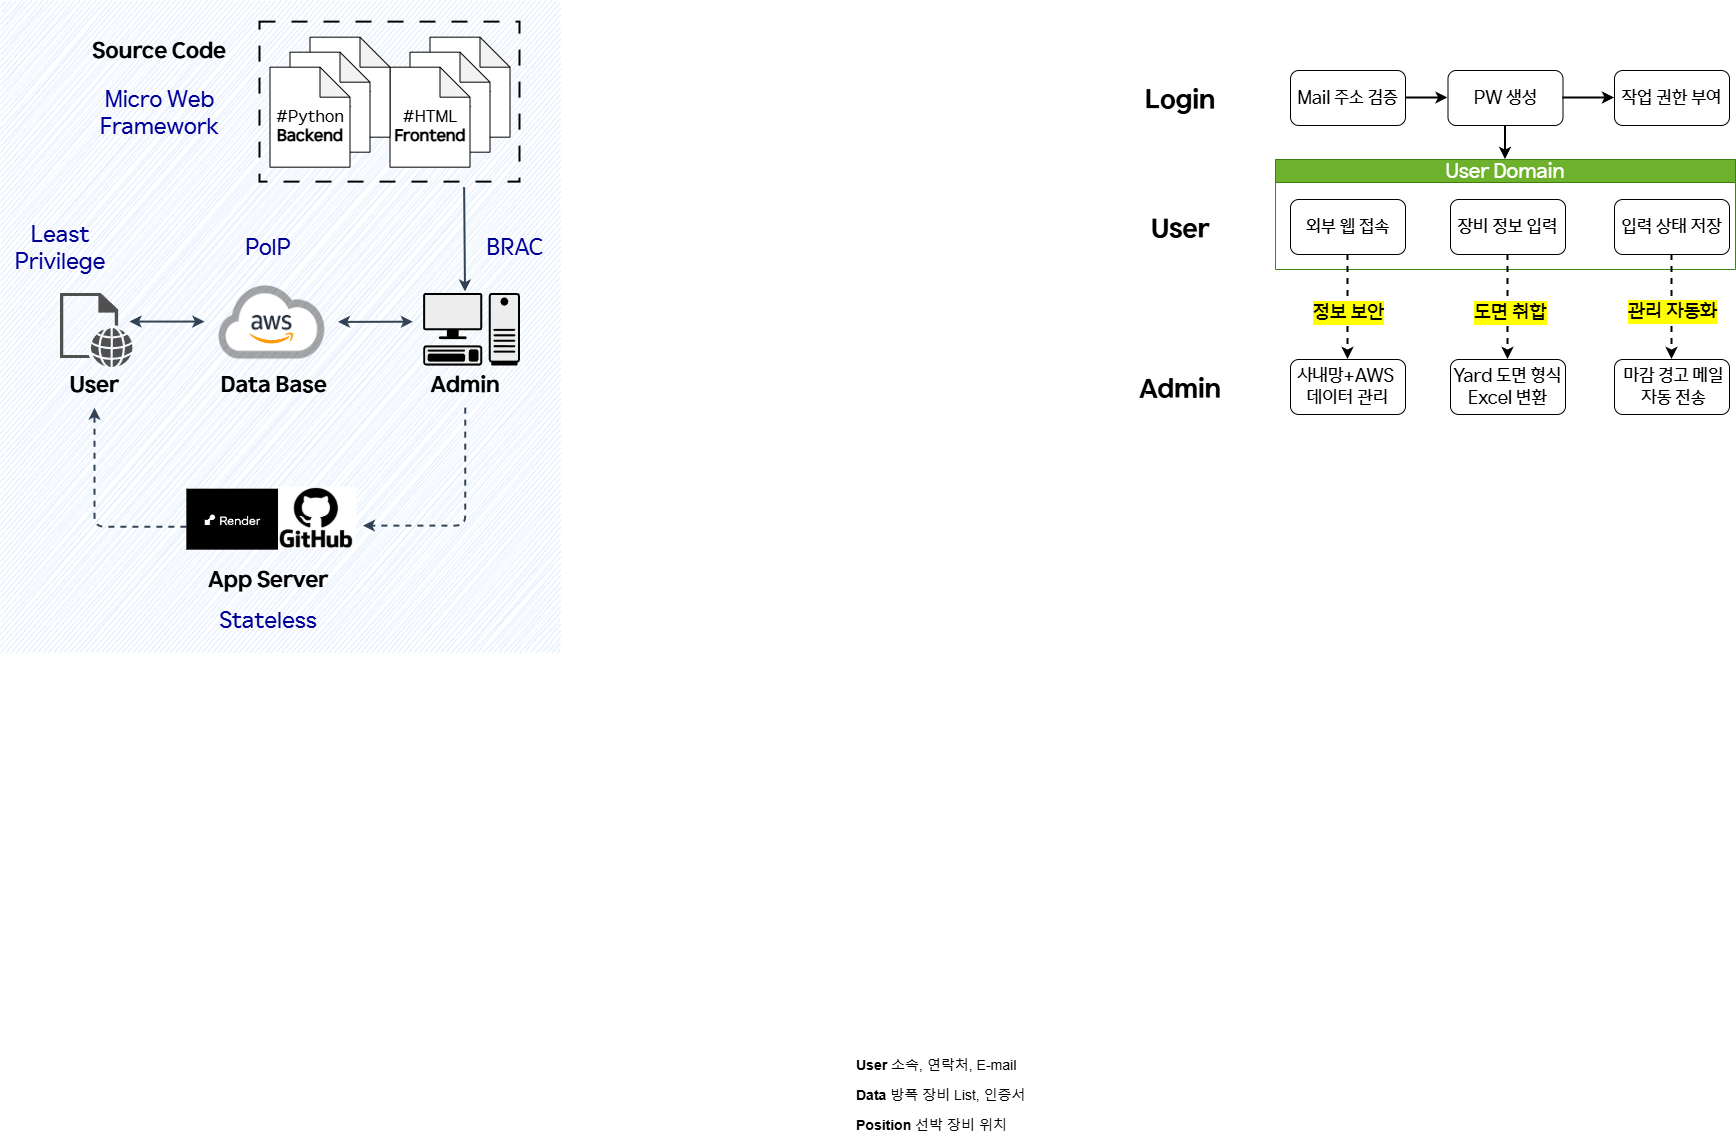 Source Code
Micro Web
Framework
#Python
Backend
#HTML
Frontend
Least
Privilege
PoIP
BRAC
aws
User
Data Base
Admin
Render
GitHub
App Server
Stateless
Login
Mail 주소 검증
PW 생성
작업 권한 부여
User Domain
User
외부 웹 접속
장비 정보 입력
입력 상태 저장
정보 보안
도면 취합
관리 자동화
Admin
사내망+AWS
데이터 관리
Yard 도면 형식
Excel 변환
마감 경고 메일
자동 전송
User 소속, 연락처, E-mail
Data 방폭 장비 List, 인증서
Position 선박 장비 위치